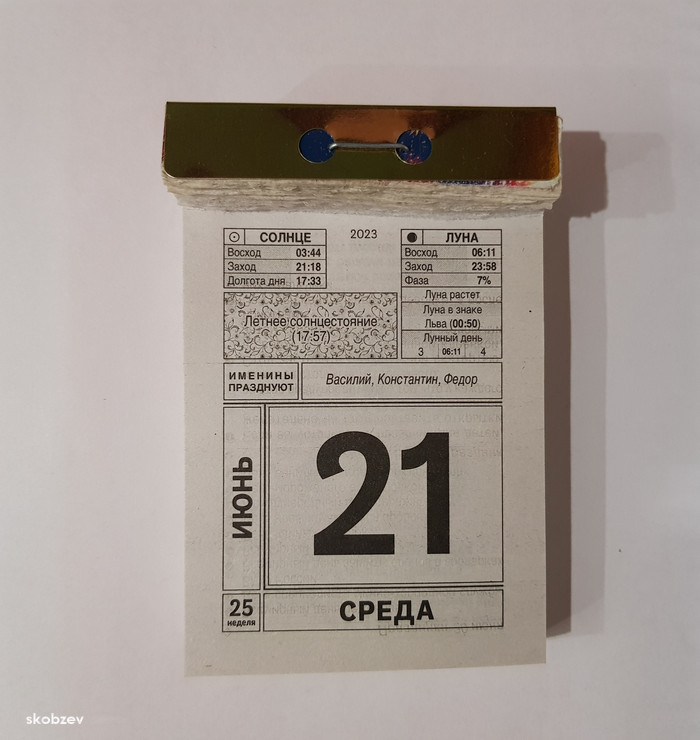 2023
СОЛНЦЕ
Восход 03:44
Заход 21:18
Долгота дня 17:33
ЛУНА
Восход 06:11
Заход 23:58
Фаза 7%
Луна растет
Луна в знаке
Льва (00:50)
Лунный день
3 06:11 4
Летнее солнцестояние
(17:57)
ИМЕНИНЫ
ПРАЗДНУЮТ
Василий, Константин, Федор
ИЮНЬ
21
25
неделя
СРЕДА
skobzev